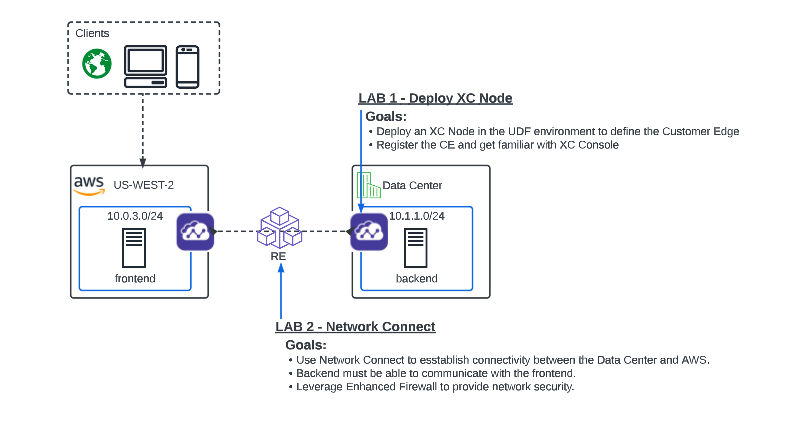 Clients
LAB 1 - Deploy XC Node
Goals:
• Deploy an XC Node in the UDF environment to define the Customer Edge
• Register the CE and get familiar with XC Console
aws US-WEST-2
Data Center
10.0.3.0/24
10.1.1.0/24
frontend
RE
backend
LAB 2 - Network Connect
Goals:
• Use Network Connect to esstablish connectivity between the Data Center and AWS.
• Backend must be able to communicate with the frontend.
• Leverage Enhanced Firewall to provide network security.